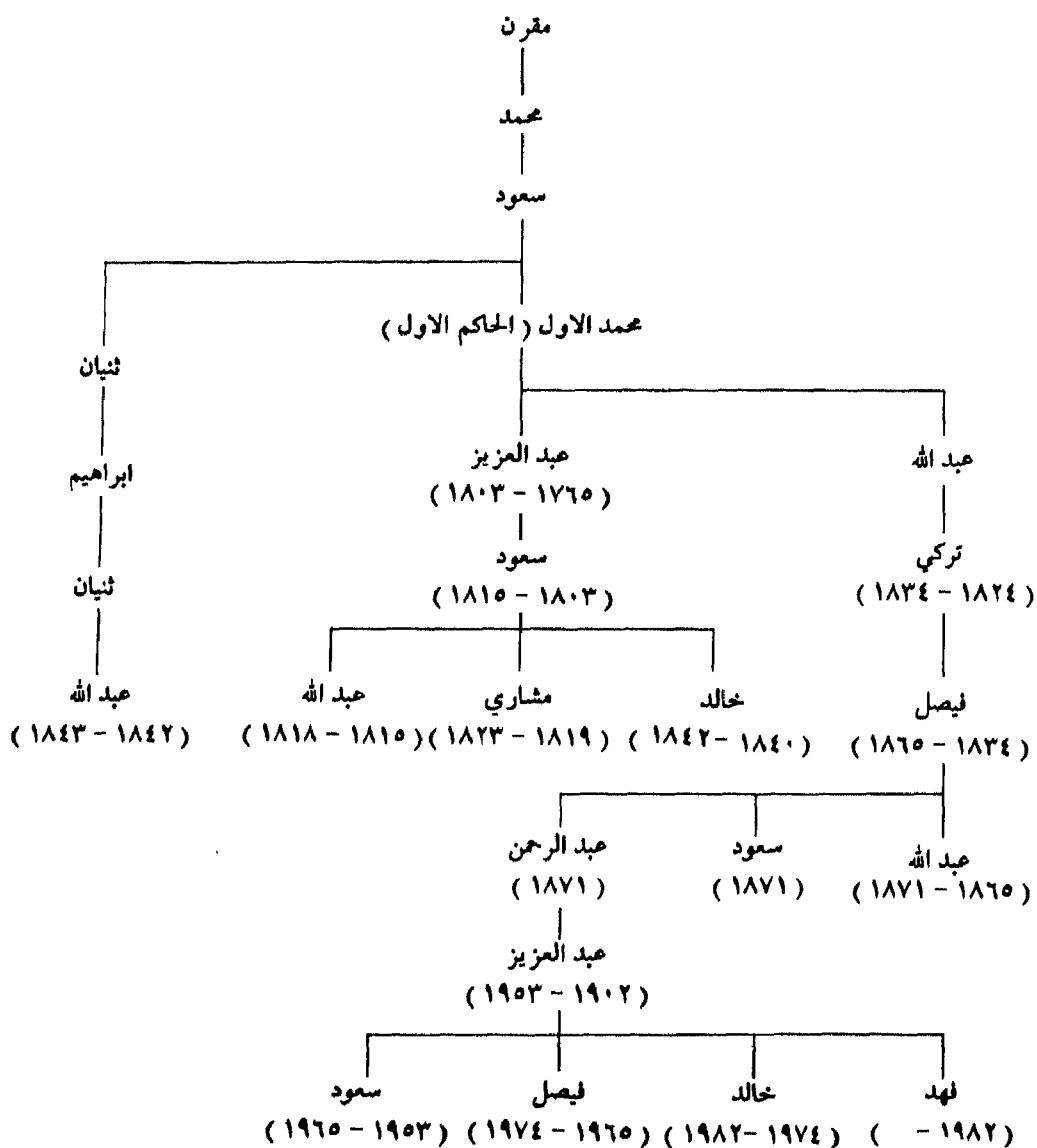 مقرن
محمد
سعود
محمد الاول ( الحاكم الاول )
ثنيان
عبد الله
عبد العزيز
ابراهيم
( ١٧٦٥ – ١٨٠٣ )
تركي
سعود
ثنيان
( ١٨٢٤ – ١٨٣٤ )
( ١٨٠٣ – ١٨١٥ )
فيصل
خالد
مشاري
عبد الله
عبد الله
( ١٨٣٤ – ١٨٦٥ )
( ١٨٤٠ – ١٨٤٢ )
( ١٨١٩ – ١٨٢٣ )
( ١٨١٥ – ١٨١٨ )
( ١٨٤٢ – ١٨٤٣ )
عبد الله
سعود
عبد الرحمن
( ١٨٦٥ – ١٨٧١ )
( ١٨٧١ )
( ١٨٧١ )
عبد العزيز
( ١٩٠٢ – ١٩٥٣ )
فهد
خالد
فيصل
سعود
( ١٩٨٢ – )
( ١٩٧٤ – ١٩٨٢ )
( ١٩٦٥ – ١٩٧٤ )
( ١٩٥٣ – ١٩٦٥ )